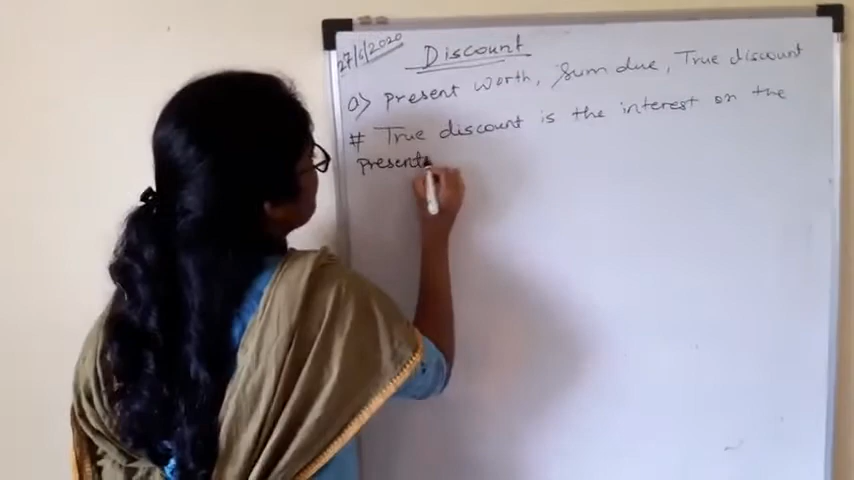 27/6/2020
Discount
a) Present worth, Sum due, True discount
# True discount is the interest on the
present